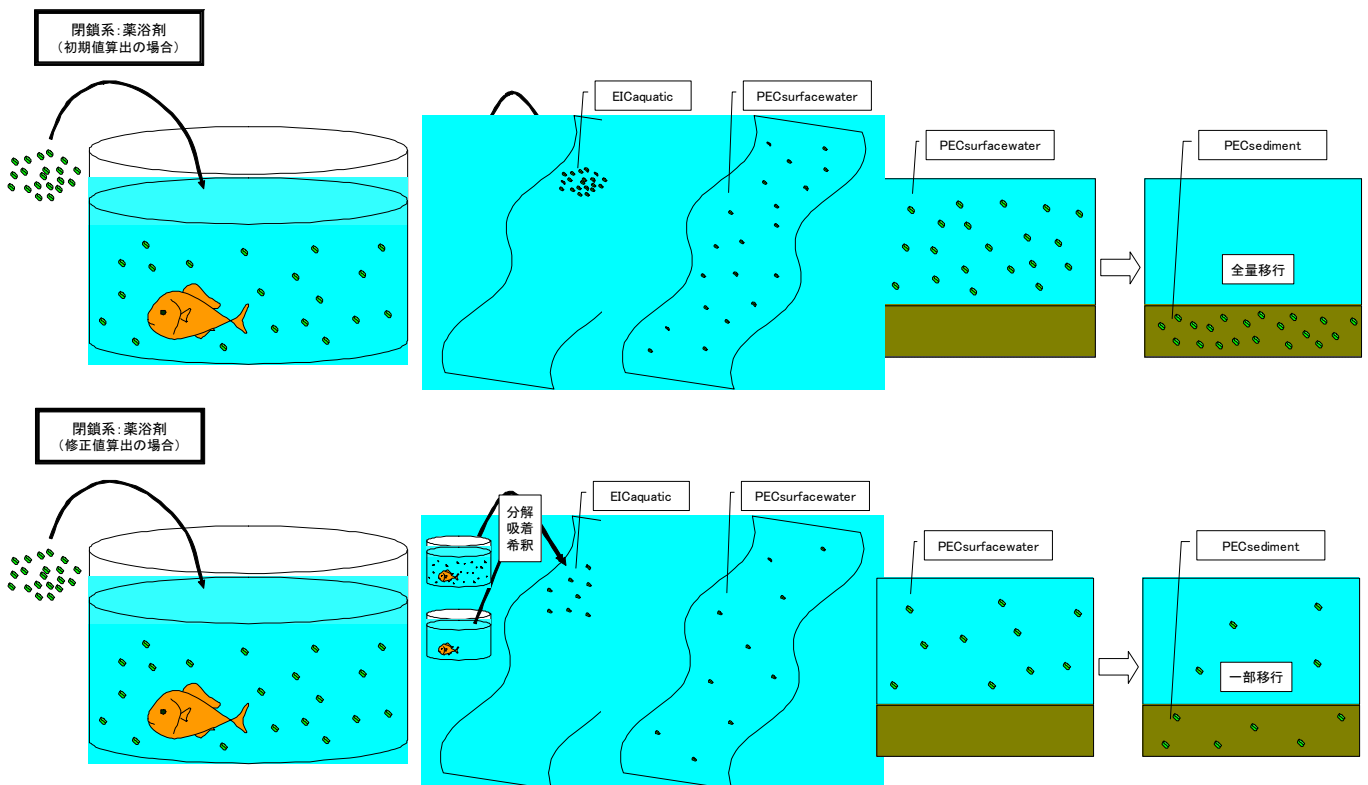 閉鎖系:薬浴剤
(初期値算出の場合)
EICaquatic
PECsurfacewater
PECsurfacewater
PECsediment
全量移行
閉鎖系:薬浴剤
(修正値算出の場合)
分解
吸着
希釈
EICaquatic
PECsurfacewater
PECsurfacewater
PECsediment
一部移行